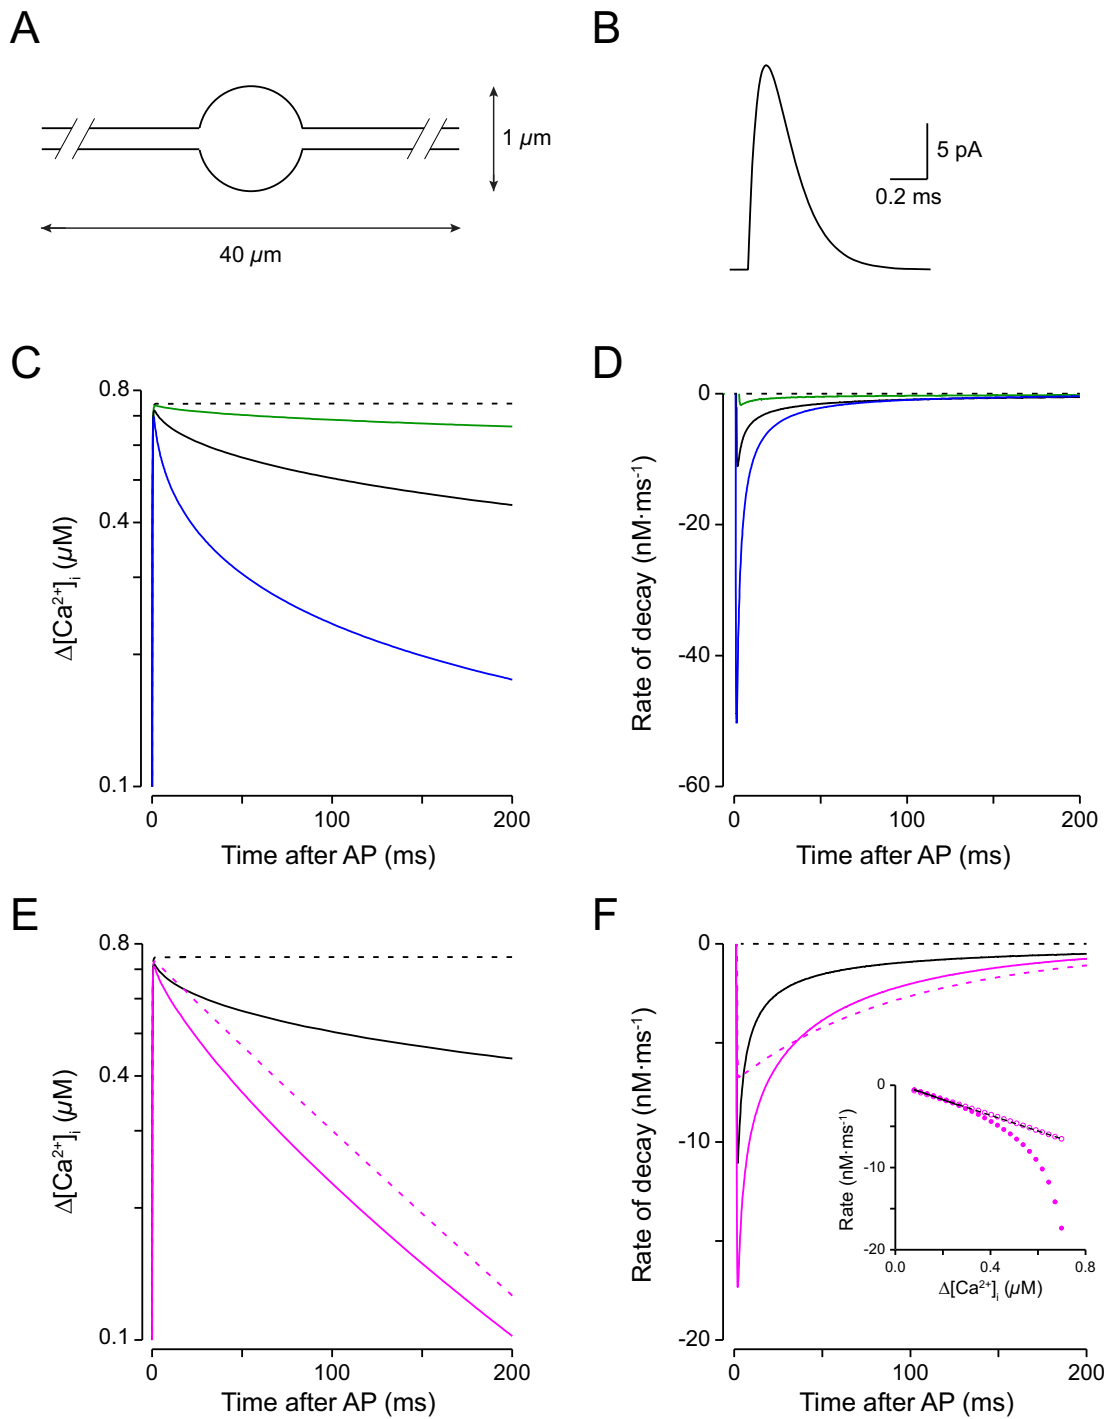 A
1 µm
40 µm
B
5 pA
0.2 ms
C
0.8
0.4
0.1
Δ[Ca²⁺]ᵢ (µM)
0
100
200
Time after AP (ms)
D
0
-20
-40
-60
Rate of decay (nM·ms⁻¹)
0
100
200
Time after AP (ms)
E
0.8
0.4
0.1
Δ[Ca²⁺]ᵢ (µM)
0
100
200
Time after AP (ms)
F
0
-10
-20
Rate of decay (nM·ms⁻¹)
0
100
200
Time after AP (ms)
0
-10
-20
Rate (nM·ms⁻¹)
0.0
0.4
0.8
Δ[Ca²⁺]ᵢ (µM)